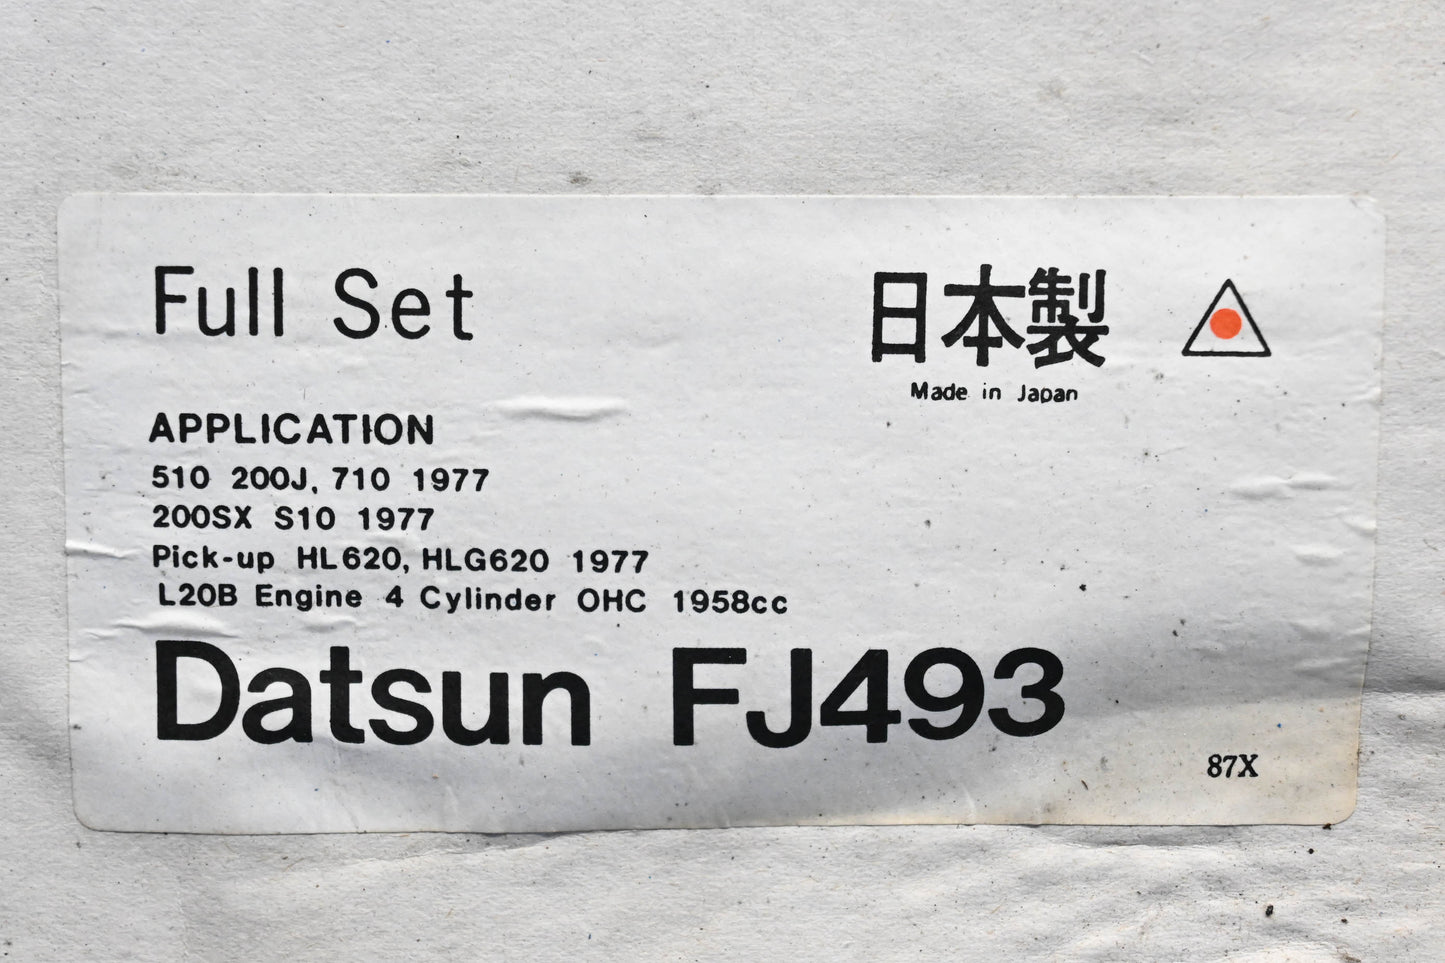 Full Set
日本製
Made in Japan
APPLICATION
510 200J, 710 1977
200SX S10 1977
Pick-up HL620, HLG620 1977
L20B Engine 4 Cylinder OHC 1958cc
Datsun FJ493
87X